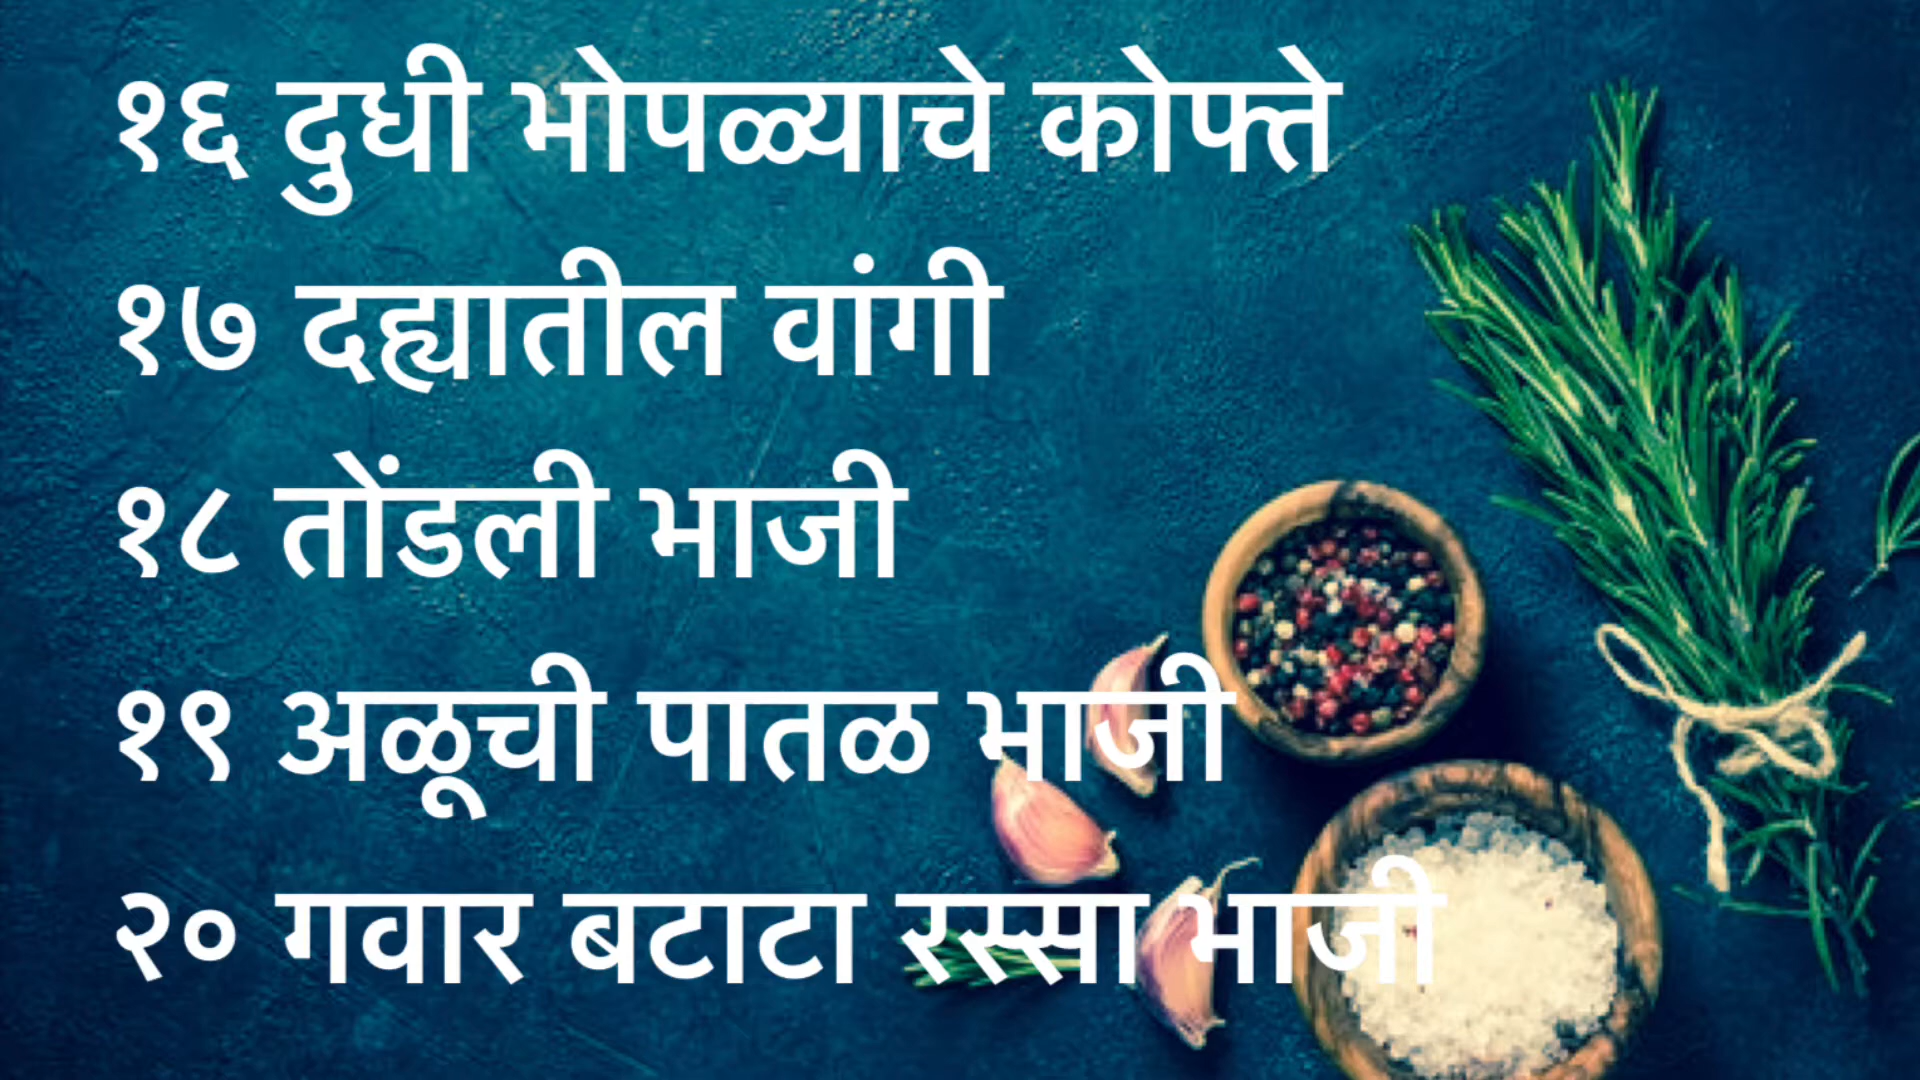 १६ दुधी भोपळ्याचे कोफ्ते
१७ दह्यातील वांगी
१८ तोंडली भाजी
१९ अळूची पातळ भाजी
२० गवार बटाटा रस्सा भाजी